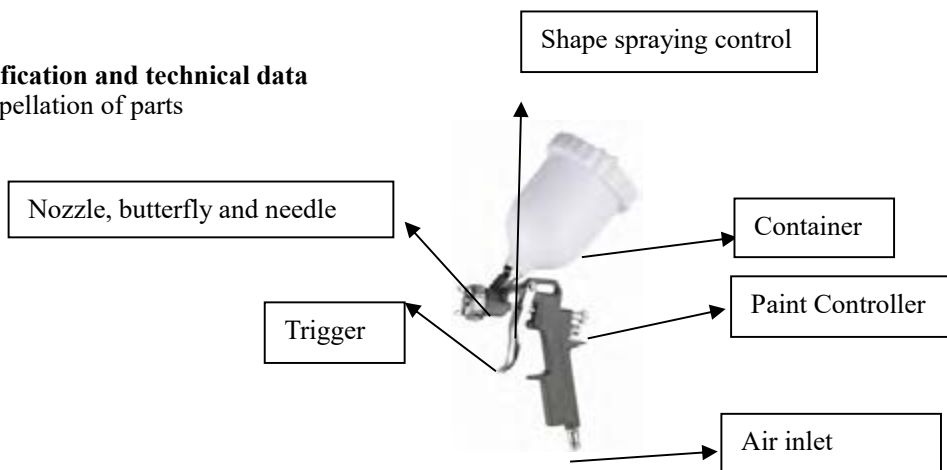 Shape spraying control
fication and technical data
pellation of parts
Nozzle, butterfly and needle
Container
Paint Controller
Trigger
Air inlet